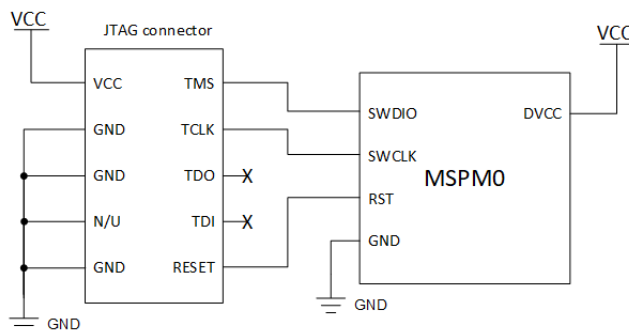 VCC
JTAG connector
VCC TMS
GND TCLK
GND TDO X
N/U TDI X
GND RESET
GND
VCC
SWDIO DVCC
SWCLK
MSPM0
RST
GND
GND